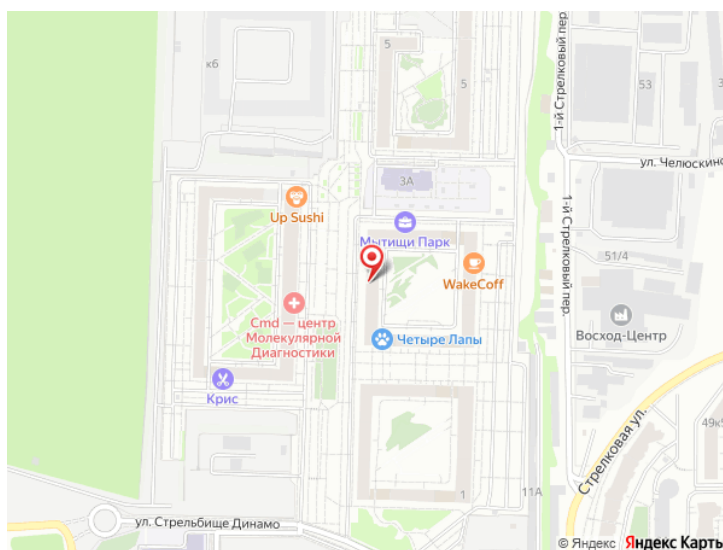 к6
5
5
1-й Стрелковый пер.
53
ул. Челюскинс
3А
Up Sushi
Мытищи Парк
1-й Стрелковый пер.
51/4
WakeCoff
Cmd — центр
Молекулярной
Диагностики
Четыре Лапы
Восход-Центр
Крис
Стрелковая ул.
49к5
1
11А
ул. Стрельбище Динамо
© Яндекс Яндекс Карты